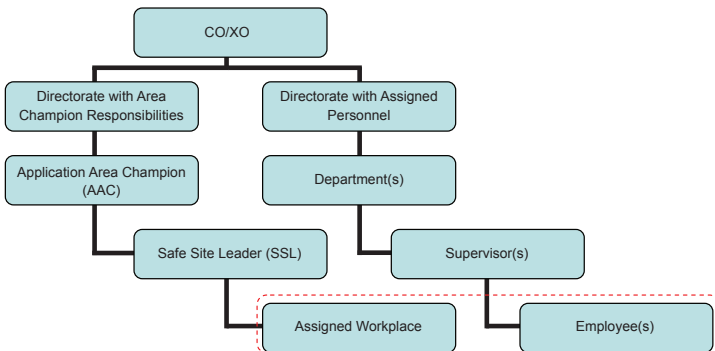 CO/XO
Directorate with Area
Champion Responsibilities
Directorate with Assigned
Personnel
Application Area Champion
(AAC)
Department(s)
Safe Site Leader (SSL)
Supervisor(s)
Assigned Workplace
Employee(s)